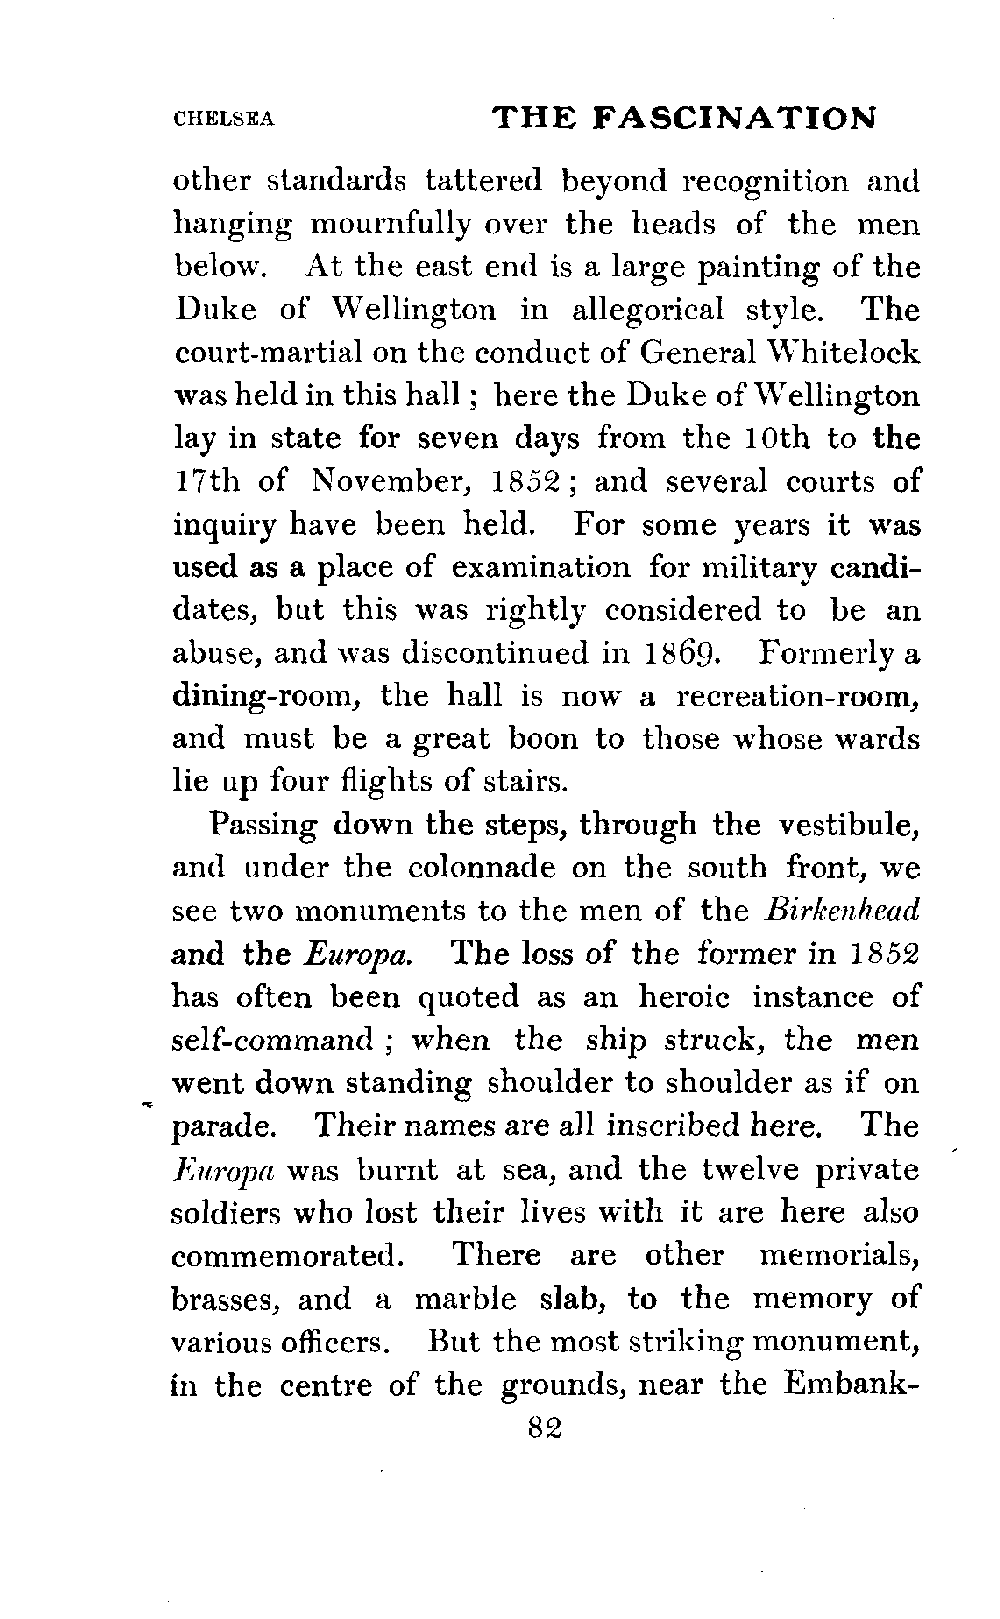 CHELSEA THE FASCINATION
other standards tattered beyond recognition and
hanging mournfully over the heads of the men
below. At the east end is a large painting of the
Duke of Wellington in allegorical style. The
court-martial on the conduct of General Whitelock
was held in this hall ; here the Duke of Wellington
lay in state for seven days from the 10th to the
17th of November, 1852 ; and several courts of
inquiry have been held. For some years it was
used as a place of examination for military candi-
dates, but this was rightly considered to be an
abuse, and was discontinued in 1869. Formerly a
dining-room, the hall is now a recreation-room,
and must be a great boon to those whose wards
lie up four flights of stairs.
Passing down the steps, through the vestibule,
and under the colonnade on the south front, we
see two monuments to the men of the Birkenhead
and the Europa. The loss of the former in 1852
has often been quoted as an heroic instance of
self-command ; when the ship struck, the men
went down standing shoulder to shoulder as if on
parade. Their names are all inscribed here. The
Europa was burnt at sea, and the twelve private
soldiers who lost their lives with it are here also
commemorated. There are other memorials,
brasses, and a marble slab, to the memory of
various officers. But the most striking monument,
in the centre of the grounds, near the Embank-
82